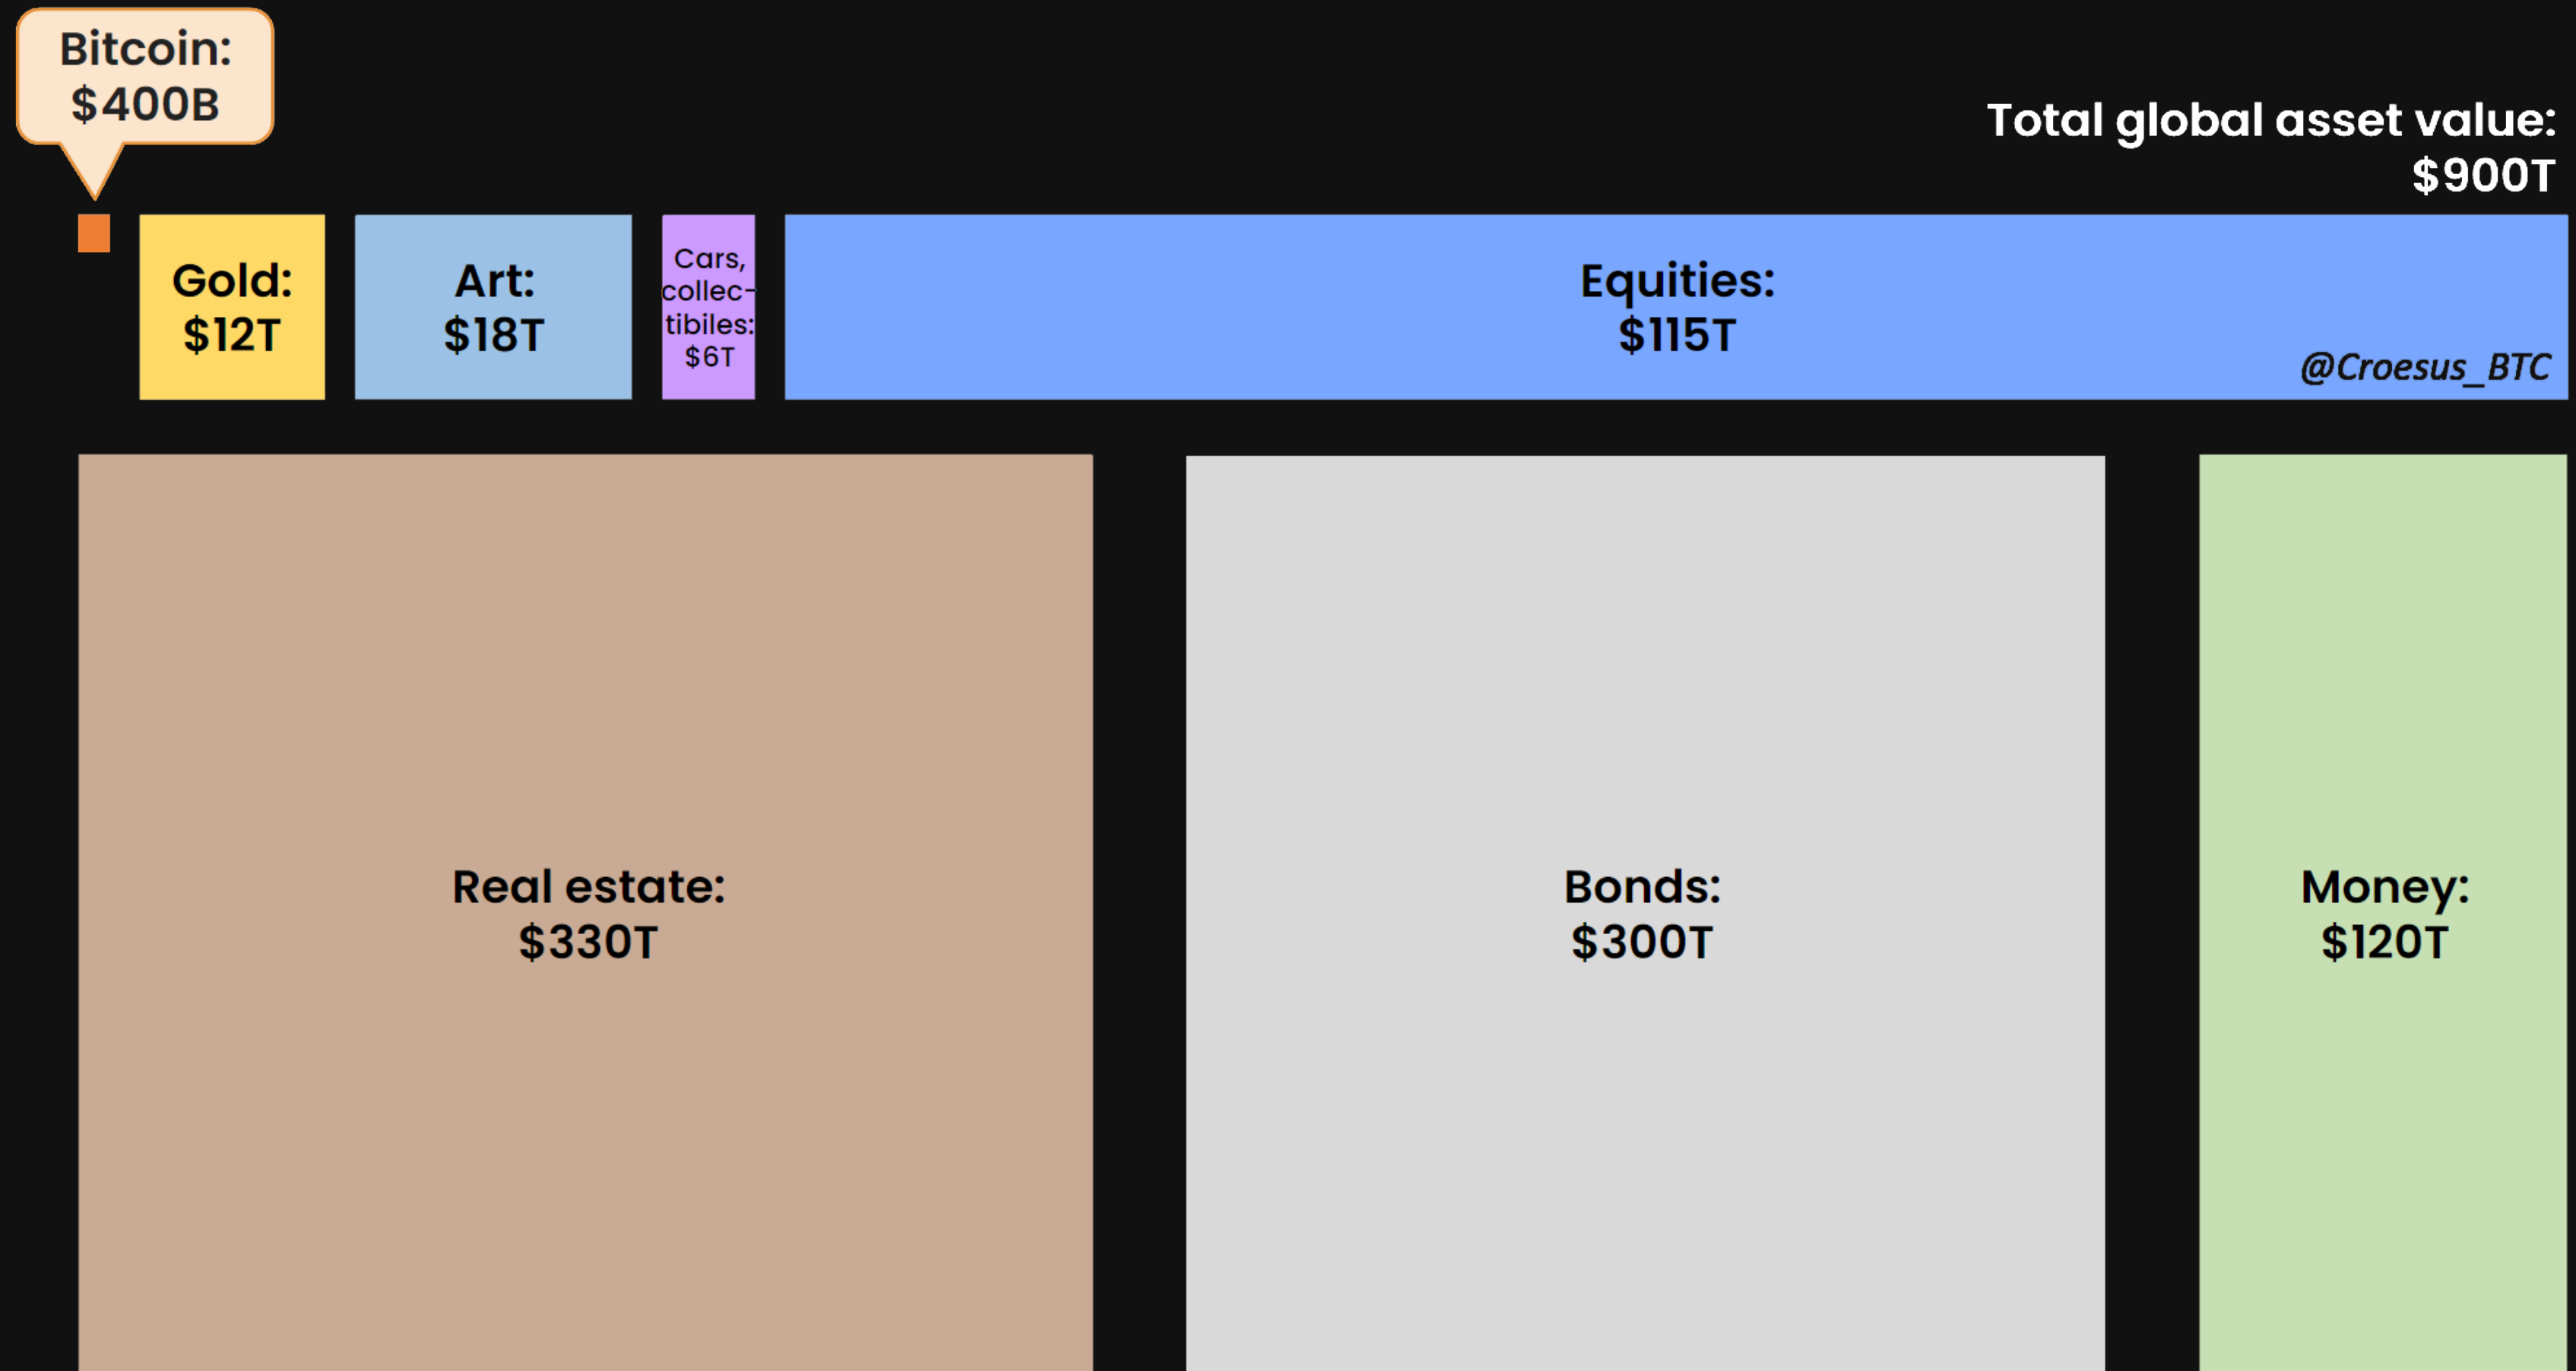 Bitcoin:
$400B
Total global asset value:
$900T
Gold:
$12T
Art:
$18T
Cars,
collec-
tibiles:
$6T
Equities:
$115T
@Croesus_BTC
Real estate:
$330T
Bonds:
$300T
Money:
$120T